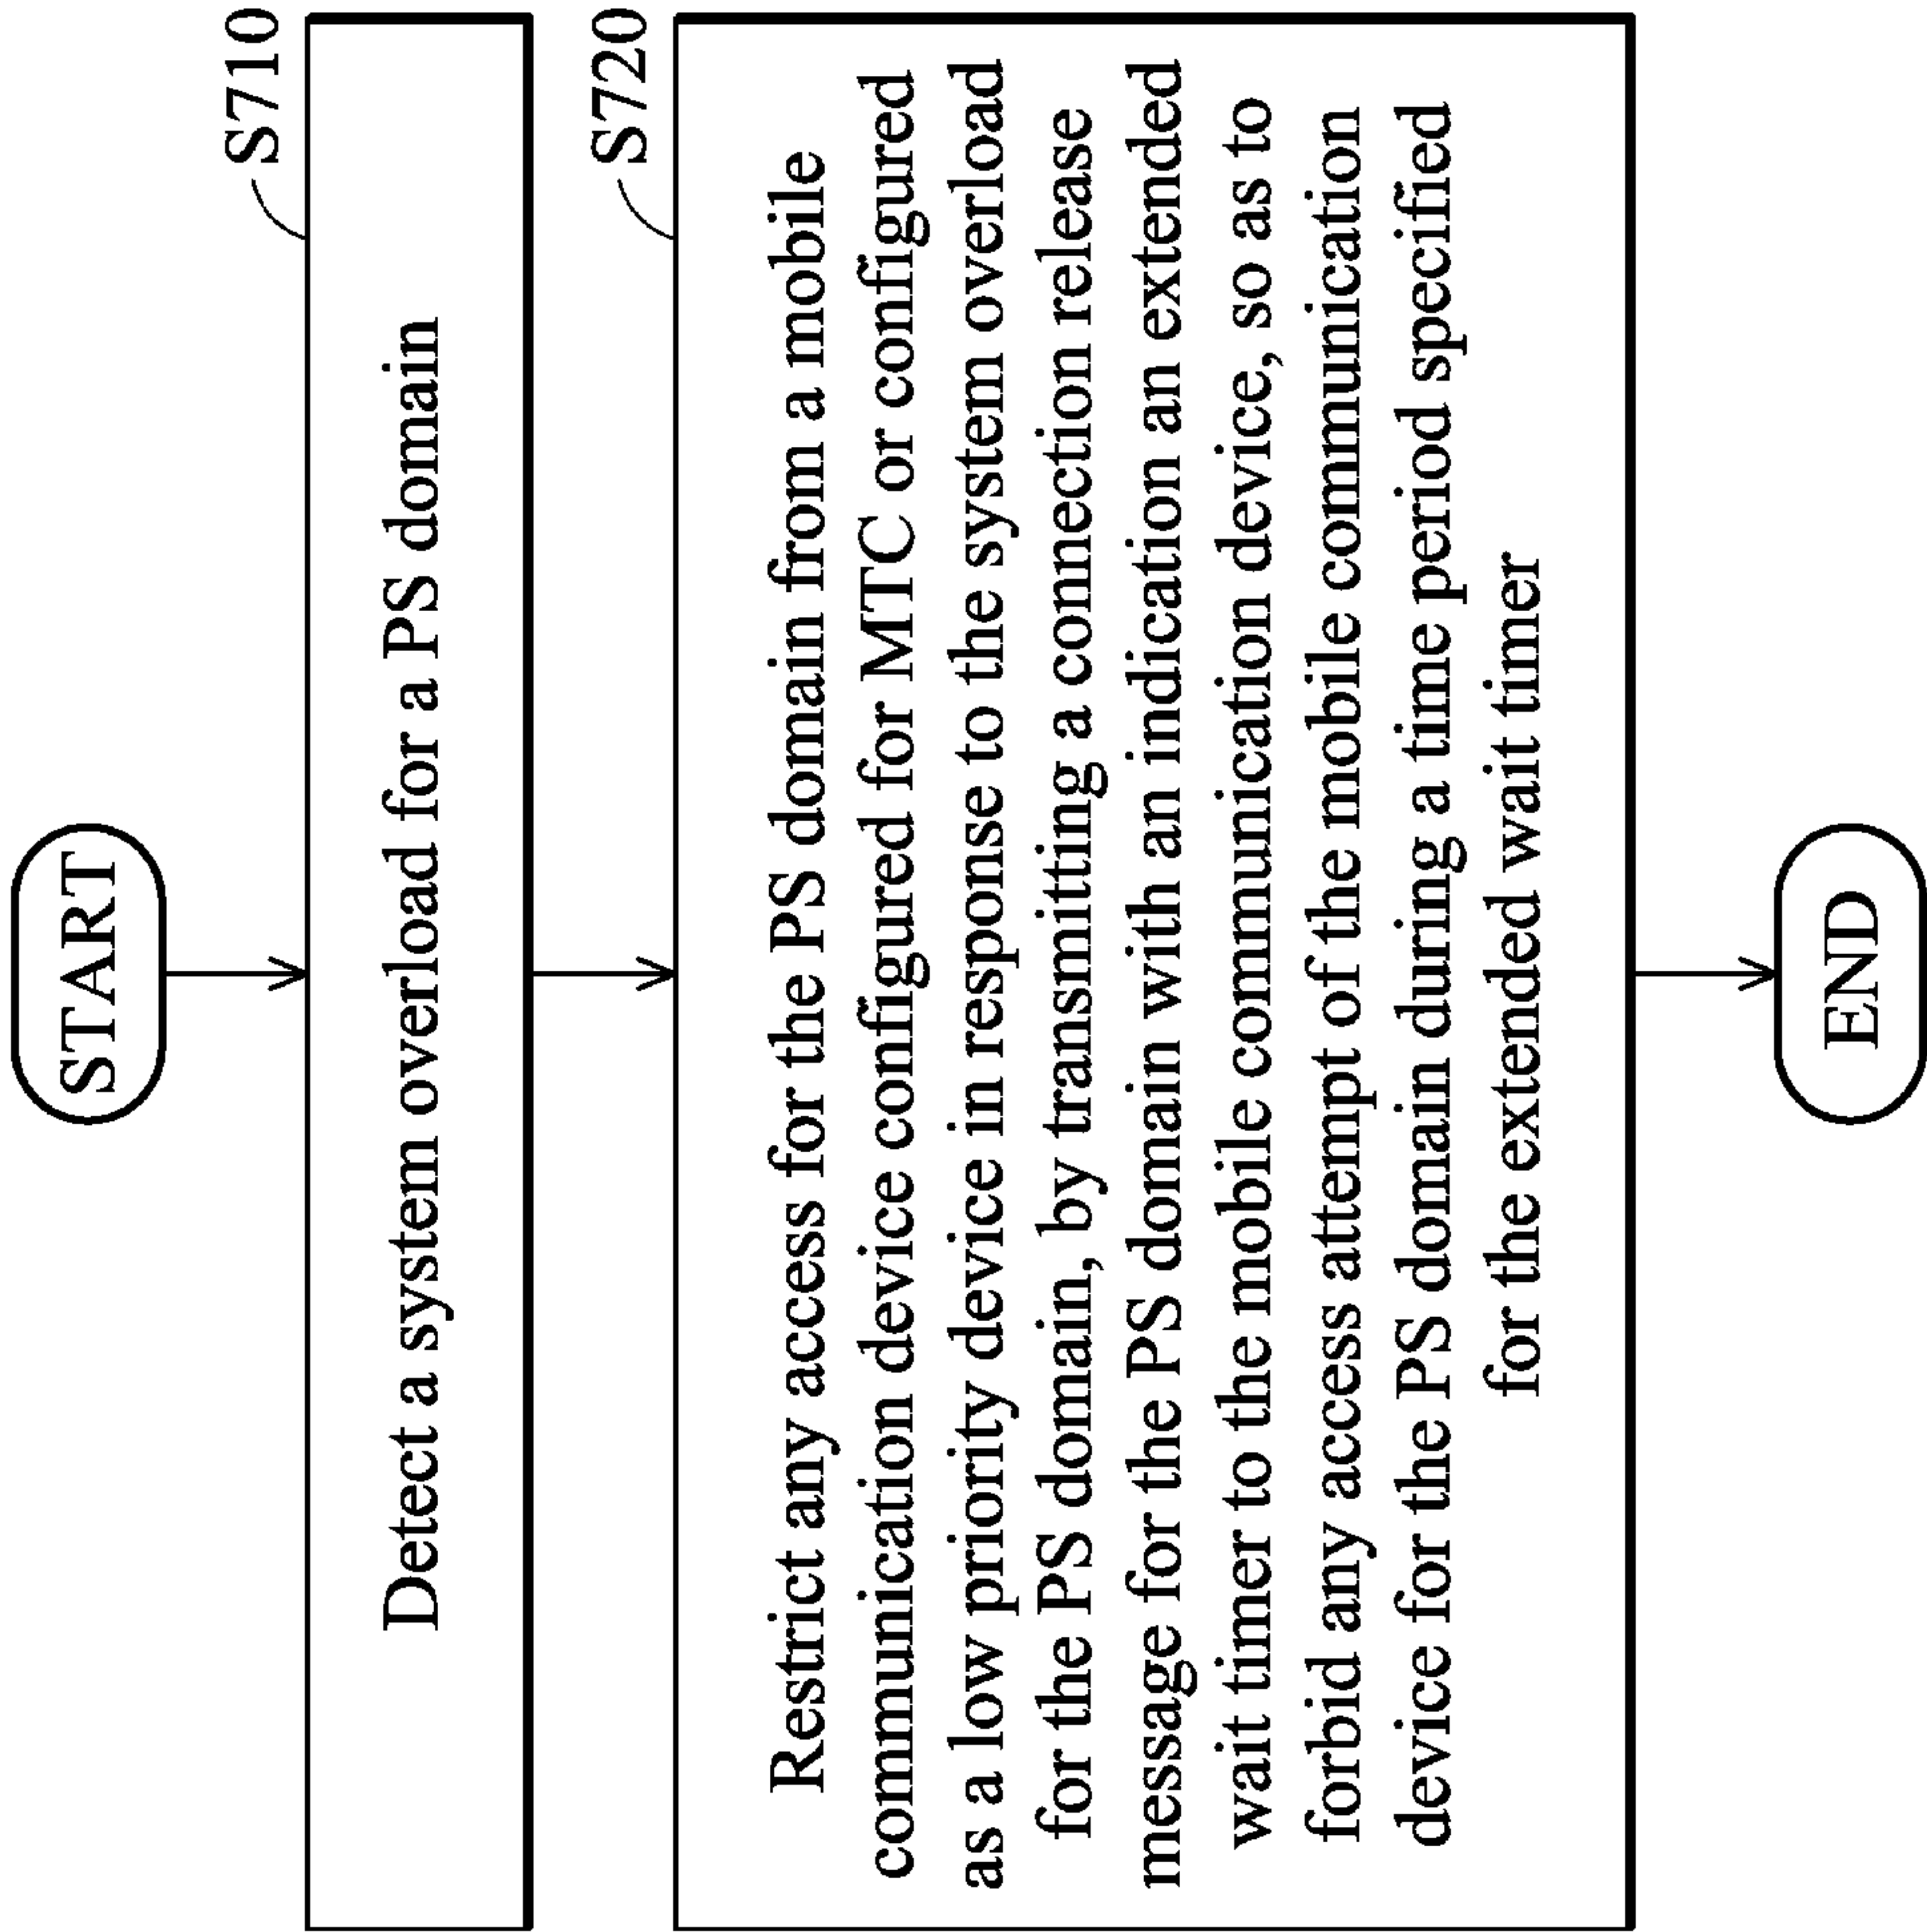 START
S710
Detect a system overload for a PS domain
S720
Restrict any access for the PS domain from a mobile
communication device configured for MTC or configured
as a low priority device in response to the system overload
for the PS domain, by transmitting a connection release
message for the PS domain with an indication an extended
wait timer to the mobile communication device, so as to
forbid any access attempt of the mobile communication
device for the PS domain during a time period specified
for the extended wait timer
END